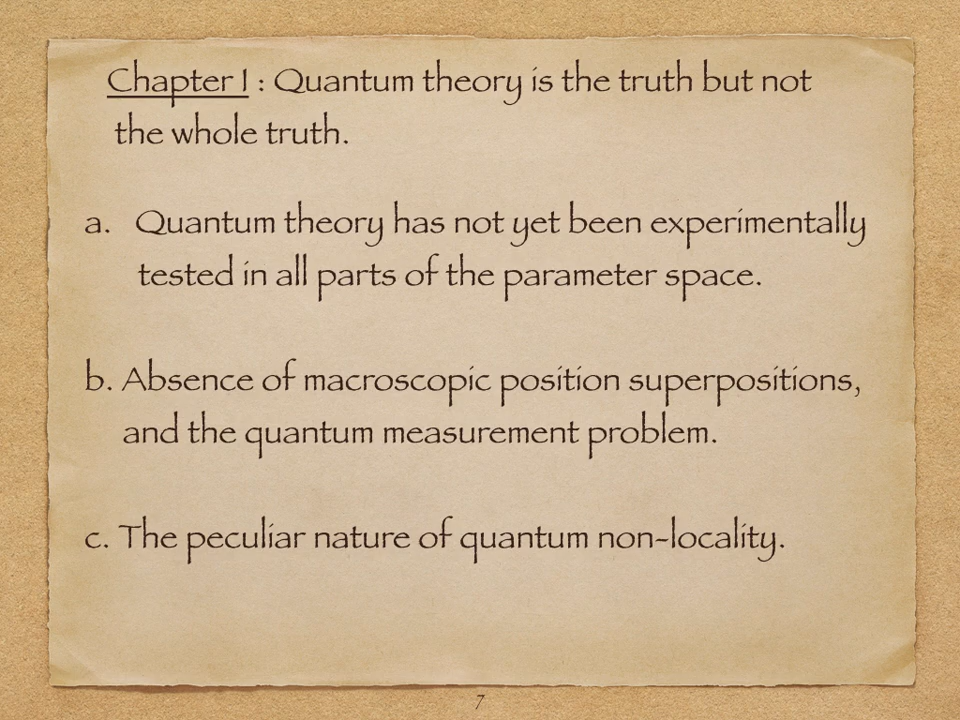 Chapter I : Quantum theory is the truth but not
the whole truth.
a. Quantum theory has not yet been experimentally
tested in all parts of the parameter space.
b. Absence of macroscopic position superpositions,
and the quantum measurement problem.
c. The peculiar nature of quantum non-locality.
7